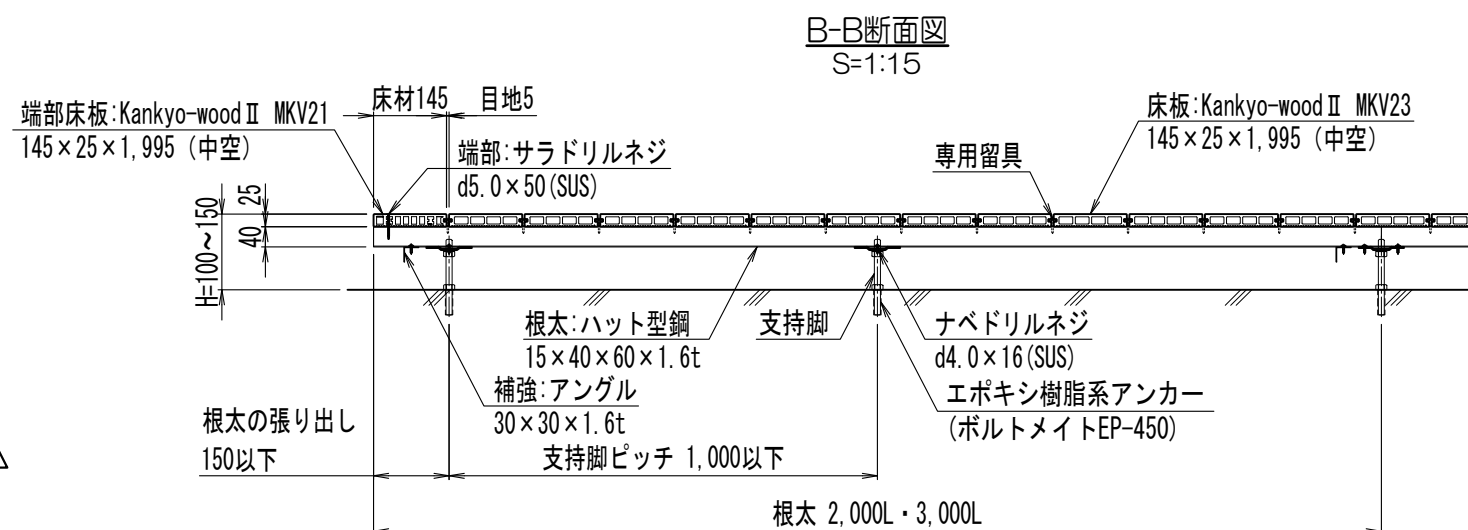 B-B断面図
S=1:15
床材145 目地5
端部床板:Kankyo-woodⅡ MKV21
145×25×1,995 (中空)
床板:Kankyo-woodⅡ MKV23
145×25×1,995 (中空)
端部:サラドリルネジ
d5.0×50(SUS)
専用留具
25
40
H=100~150
根太:ハット型鋼
15×40×60×1.6t
支持脚
ナベドリルネジ
d4.0×16(SUS)
補強:アングル
30×30×1.6t
エポキシ樹脂系アンカー
(ボルトメイトEP-450)
根太の張り出し
150以下
支持脚ピッチ 1,000以下
根太 2,000L・3,000L